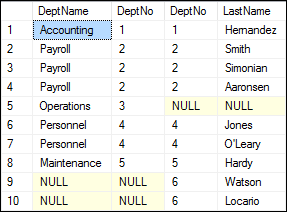 DeptName DeptNo DeptNo LastName
1 Accounting 1 1 Hernandez
2 Payroll 2 2 Smith
3 Payroll 2 2 Simonian
4 Payroll 2 2 Aaronsen
5 Operations 3 NULL NULL
6 Personnel 4 4 Jones
7 Personnel 4 4 O'Leary
8 Maintenance 5 5 Hardy
9 NULL NULL 6 Watson
10 NULL NULL 6 Locario